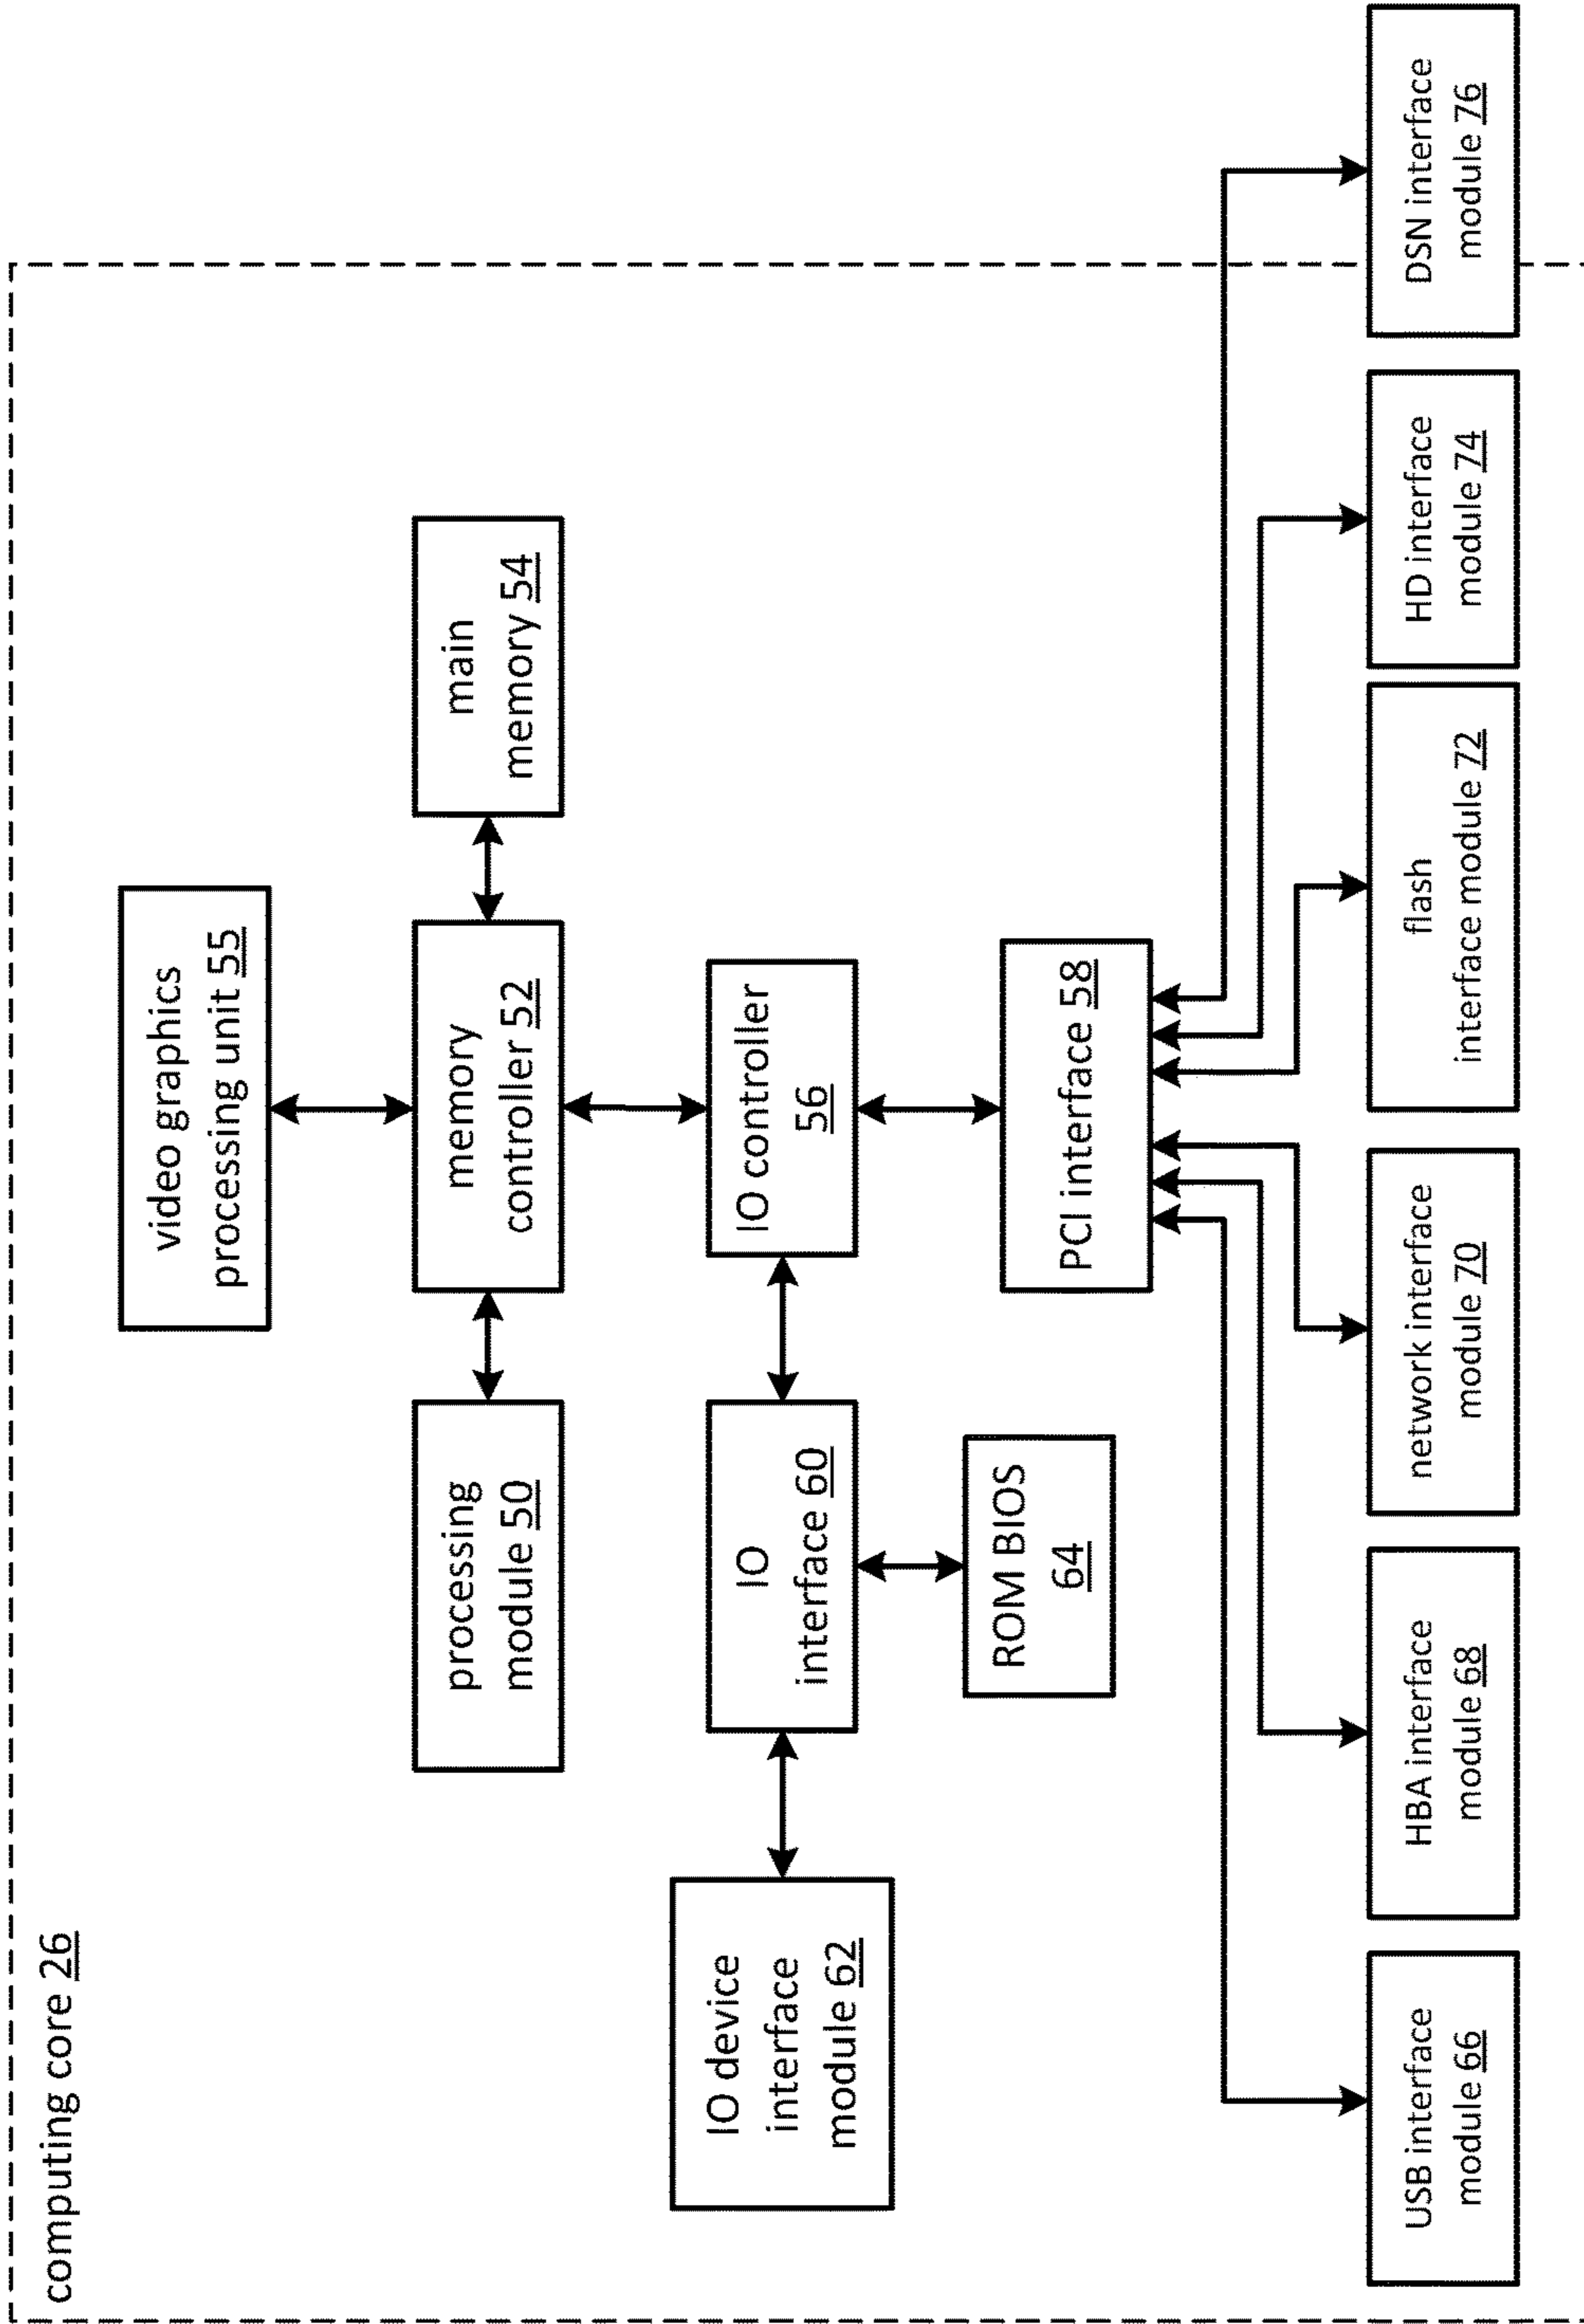 computing core 26
video graphics
processing unit 55
processing
module 50
memory
controller 52
main
memory 54
IO device
interface
module 62
IO
interface 60
IO controller
56
ROM BIOS
64
PCI interface 58
USB interface
module 66
HBA interface
module 68
network interface
module 70
flash
interface module 72
HD interface
module 74
DSN interface
module 76